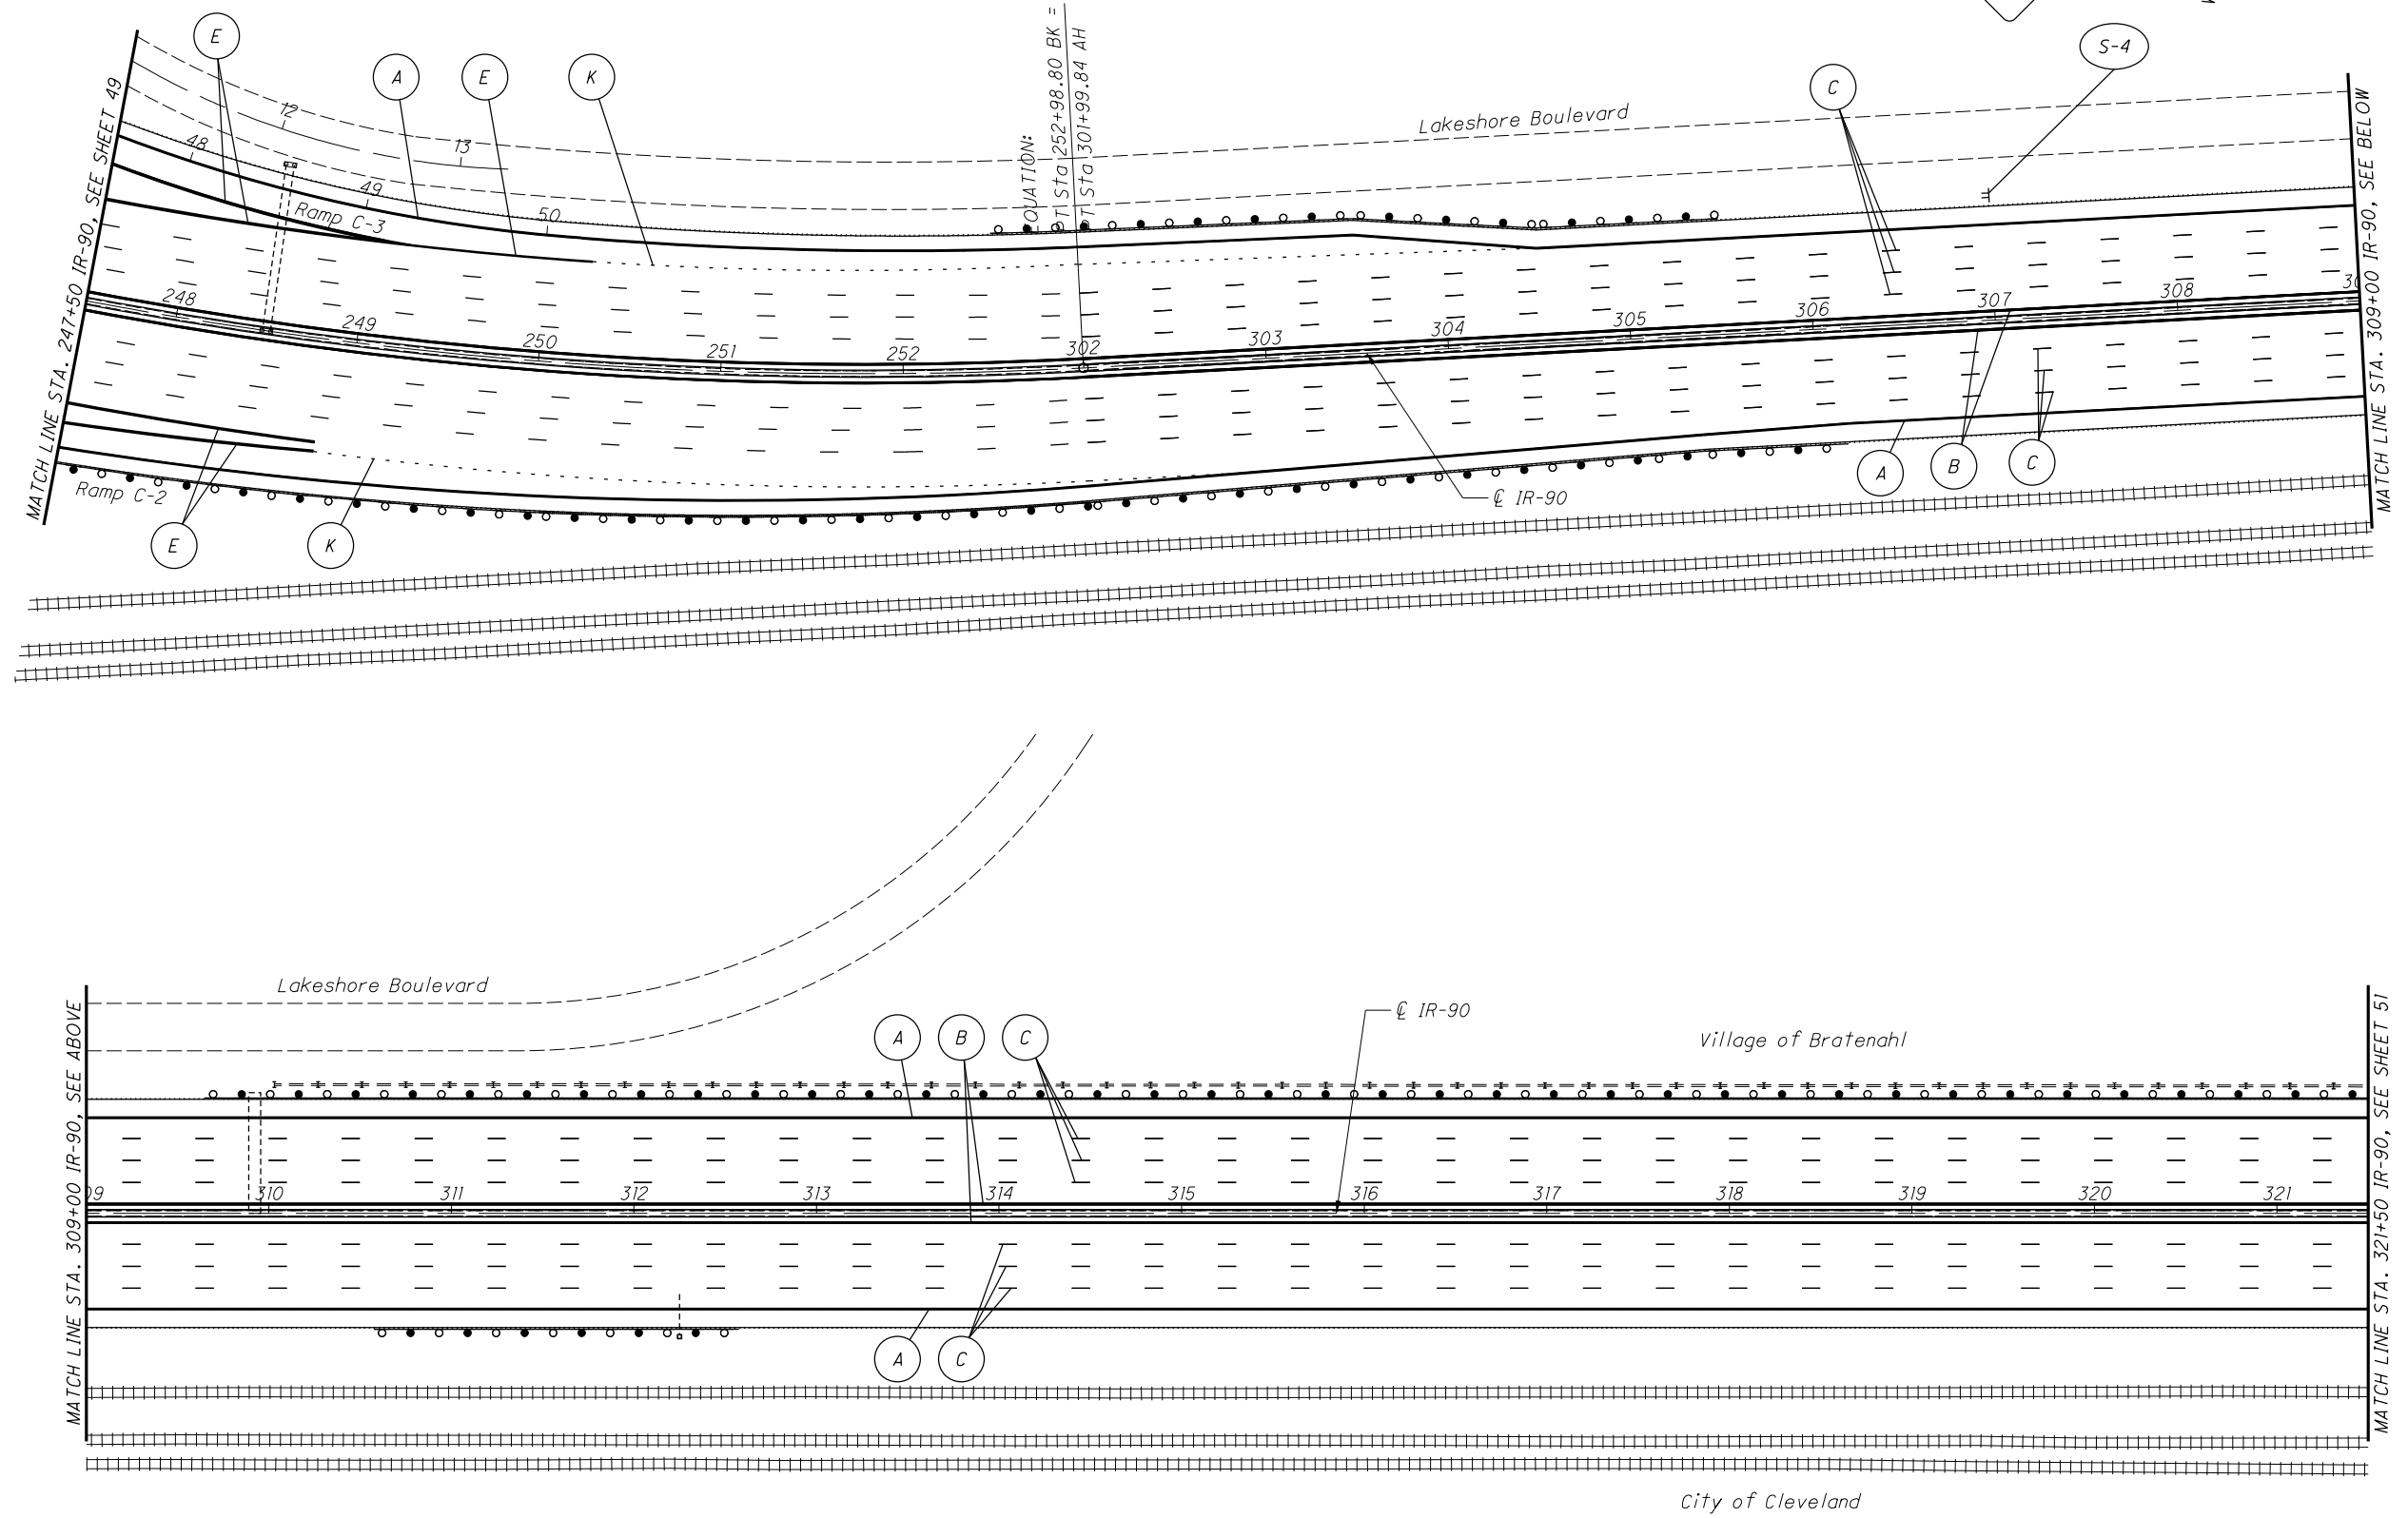 E
A
E
K
EQUATION:
PT Sta 252+98.80 BK =
PT Sta 301+99.84 AH
Lakeshore Boulevard
C
S-4
MATCH LINE STA. 247+50 IR-90, SEE SHEET 49
MATCH LINE STA. 309+00 IR-90, SEE BELOW
12
13
48
49
50
Ramp C-3
248
249
250
251
252
302
303
304
305
306
307
308
30
Ramp C-2
E
K
℄ IR-90
A
B
C
Lakeshore Boulevard
MATCH LINE STA. 309+00 IR-90, SEE ABOVE
A
B
C
℄ IR-90
Village of Bratenahl
MATCH LINE STA. 321+50 IR-90, SEE SHEET 51
09
310
311
312
313
314
315
316
317
318
319
320
321
A
C
City of Cleveland